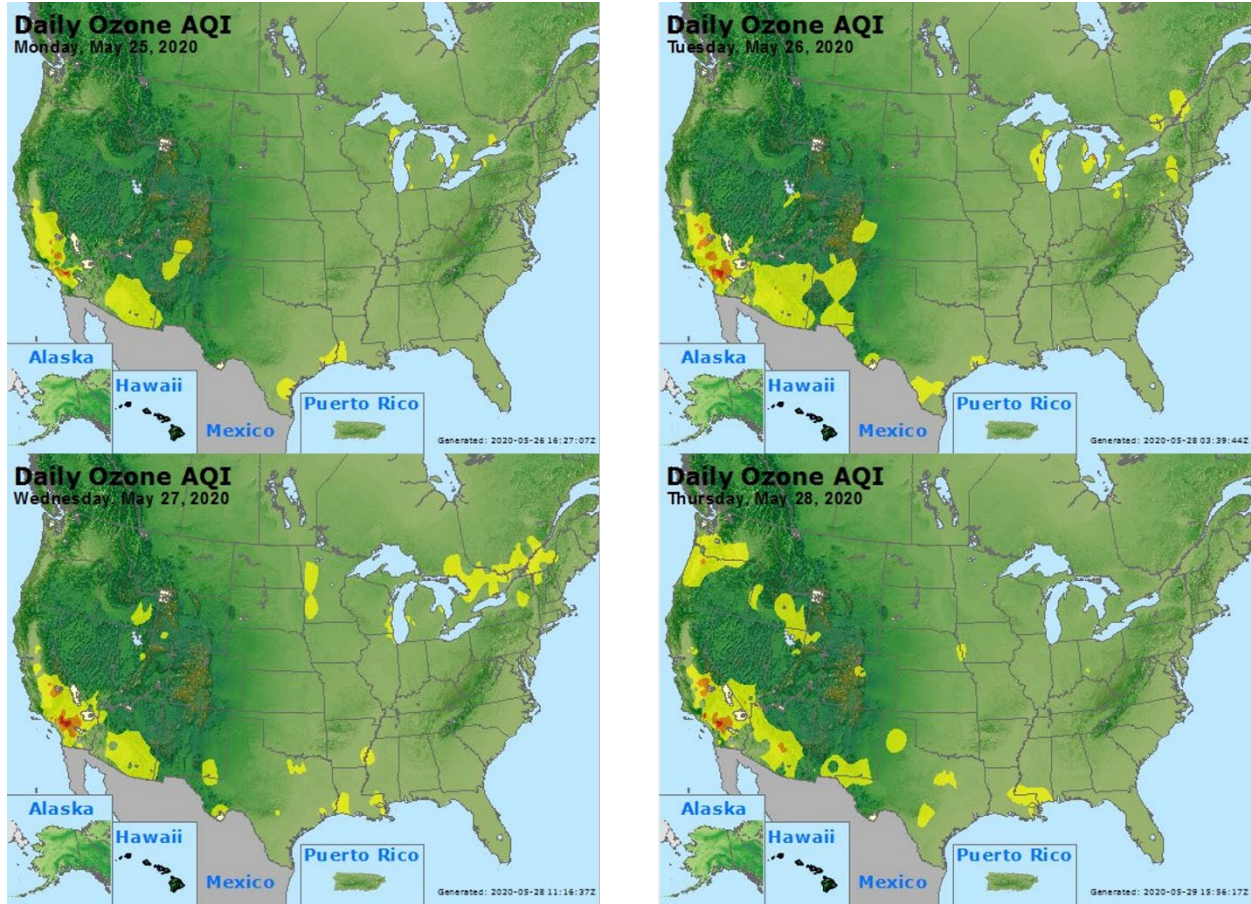 Daily Ozone AQI
Monday, May 25, 2020
Alaska
Hawaii
Mexico
Puerto Rico
Generated: 2020-05-26 16:27:07Z
Daily Ozone AQI
Tuesday, May 26, 2020
Alaska
Hawaii
Mexico
Puerto Rico
Generated: 2020-05-28 03:39:44Z
Daily Ozone AQI
Wednesday, May 27, 2020
Alaska
Hawaii
Mexico
Puerto Rico
Generated: 2020-05-28 11:16:37Z
Daily Ozone AQI
Thursday, May 28, 2020
Alaska
Hawaii
Mexico
Puerto Rico
Generated: 2020-05-29 15:56:17Z